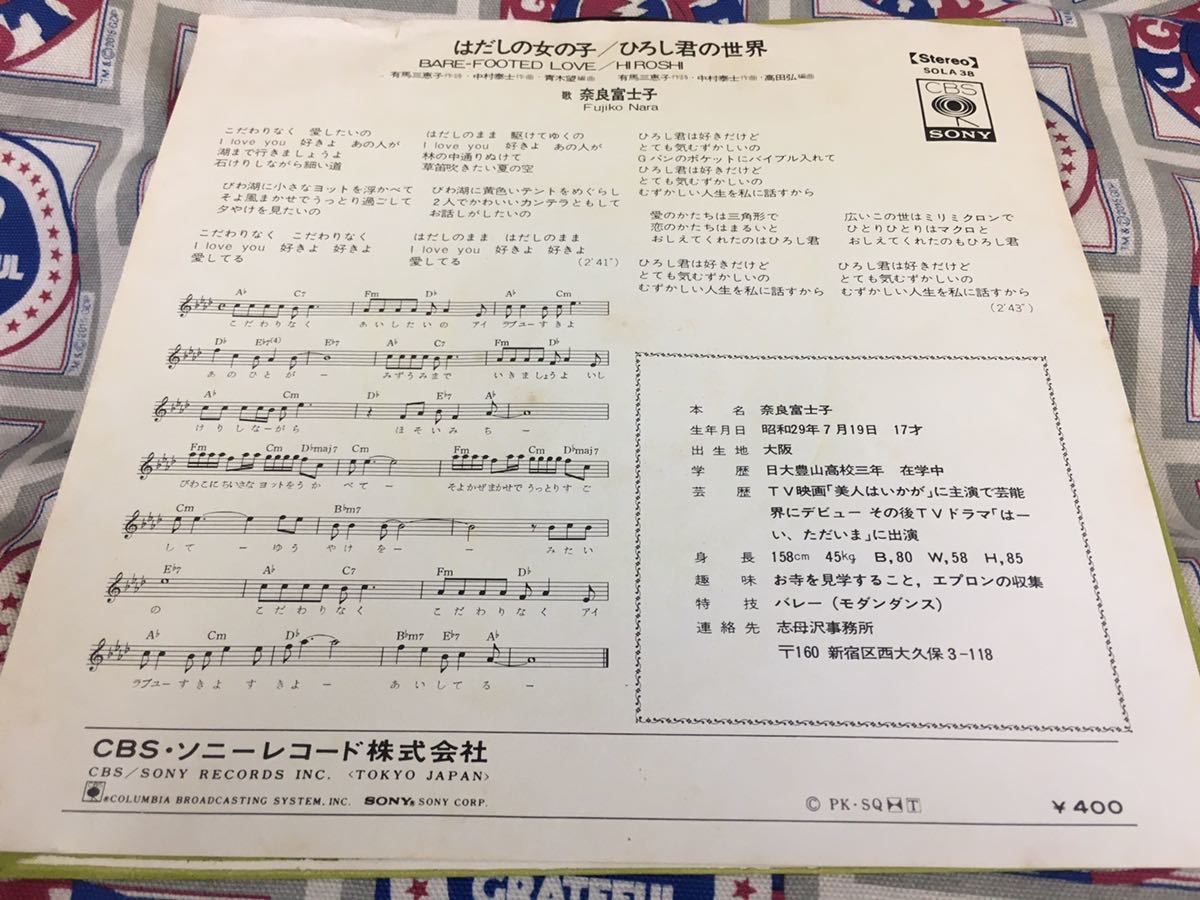 はだしの女の子／ひろし君の世界
BARE-FOOTED LOVE／HIROSHI
有馬三恵子作詩・中村泰士作曲・青木望編曲　有馬三恵子作詩・中村泰士作曲・高田弘編曲
歌 奈良富士子
Fujiko Nara
【Stereo】
SOLA 38
CBS
SONY
こだわりなく　愛したいの
I love you　好きよ　あの人が
湖まで行きましょうよ
石けりしながら細い道
びわ湖に小さなヨットを浮かべて
そよ風まかせでうっとり過ごして
夕やけを見たいの
こだわりなく　こだわりなく
I love you　好きよ　好きよ
愛してる
はだしのまま　駆けてゆくの
I love you　好きよ　あの人が
林の中通りぬけて
草笛吹きたい夏の空
びわ湖に黄色いテントをめぐらし
２人でかわいいカンテラともして
お話しがしたいの
はだしのまま　はだしのまま
I love you　好きよ　好きよ
愛してる
(2'41")
ひろし君は好きだけど
とても気むずかしいの
Ｇパンのポケットにバイブル入れて
ひろし君は好きだけど
とても気むずかしいの
むずかしい人生を私に話すから
愛のかたちは三角形で
恋のかたちはまるいと
おしえてくれたのはひろし君
広いこの世はミリミクロンで
ひとりひとりはマクロと
おしえてくれたのもひろし君
ひろし君は好きだけど
とても気むずかしいの
むずかしい人生を私に話すから
ひろし君は好きだけど
とても気むずかしいの
むずかしい人生を私に話すから
(2'43")
A♭ C7 Fm D♭ A♭ Cm
こだわりなく　あいしたいの　アイ　ラブユーすきよ
D♭ E♭7(4) E♭7 A♭ C7 Fm D♭
あのひとが－　みずうみまで　いきましょうよ　いし
A♭ Cm D♭ E♭7 A♭
けりしながら　ほそいみち－
Fm Cm D♭maj7 Cm Fm Cm D♭maj7
びわこにちいさなヨットをうか　べて－　そよかぜまかせでうっとりすご
Cm B♭m7
して－ゆうやけを－　－みたい
E♭7 A♭ C7 Fm D♭
の　こだわりなく　こだわりなく　アイ
A♭ Cm D♭ B♭m7 E♭7 A♭
ラブユーすきよ　すきよ－　あいしてる－
本　名　奈良富士子
生年月日　昭和29年７月19日　17才
出生地　大阪
学　歴　日大豊山高校三年　在学中
芸　歴　ＴＶ映画「美人はいかが」に主演で芸能
界にデビュー その後ＴＶドラマ「はー
い、ただいま」に出演
身　長　158cm　45kg　B,80　W,58　H,85
趣　味　お寺を見学すること，エプロンの収集
特　技　バレー（モダンダンス）
連絡先　志母沢事務所
〒160 新宿区西大久保3-118
CBS・ソニーレコード株式会社
CBS／SONY RECORDS INC.〈TOKYO JAPAN〉
®COLUMBIA BROADCASTING SYSTEM, INC.　SONY® SONY CORP.
© PK・SQ T
¥400
GRATEFUL